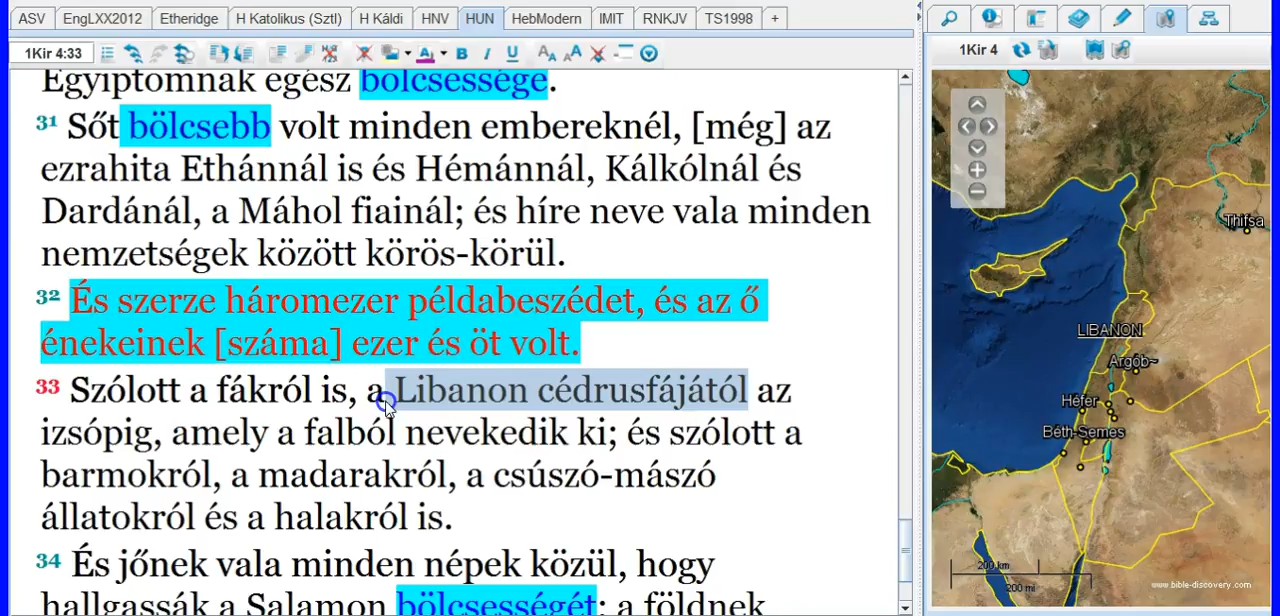 ASV EngLXX2012 Etheridge H Katolikus (Sztl) H Káldi HNV HUN HebModern IMIT RNKJV TS1998 +
1Kir 4:33
Egyiptomnak egész bölcsessége.
31 Sőt bölcsebb volt minden embereknél, [még] az
ezrahita Ethánnál is és Hémánnál, Kálkólnál és
Dardánál, a Máhol fiainál; és híre neve vala minden
nemzetségek között körös-körül.
32 És szerze háromezer példabeszédet, és az ő
énekeinek [száma] ezer és öt volt.
33 Szólott a fákról is, a Libanon cédrusfájától az
izsópig, amely a falból nevekedik ki; és szólott a
barmokról, a madarakról, a csúszó-mászó
állatokról és a halakról is.
34 És jőnek vala minden népek közül, hogy
hallgassák a Salamon bölcsességét; a földnek
1Kir 4
Thifsa
LIBANON
Argób~
Héfer
Béth-Semes
200 km
200 mi
www.bible-discovery.com